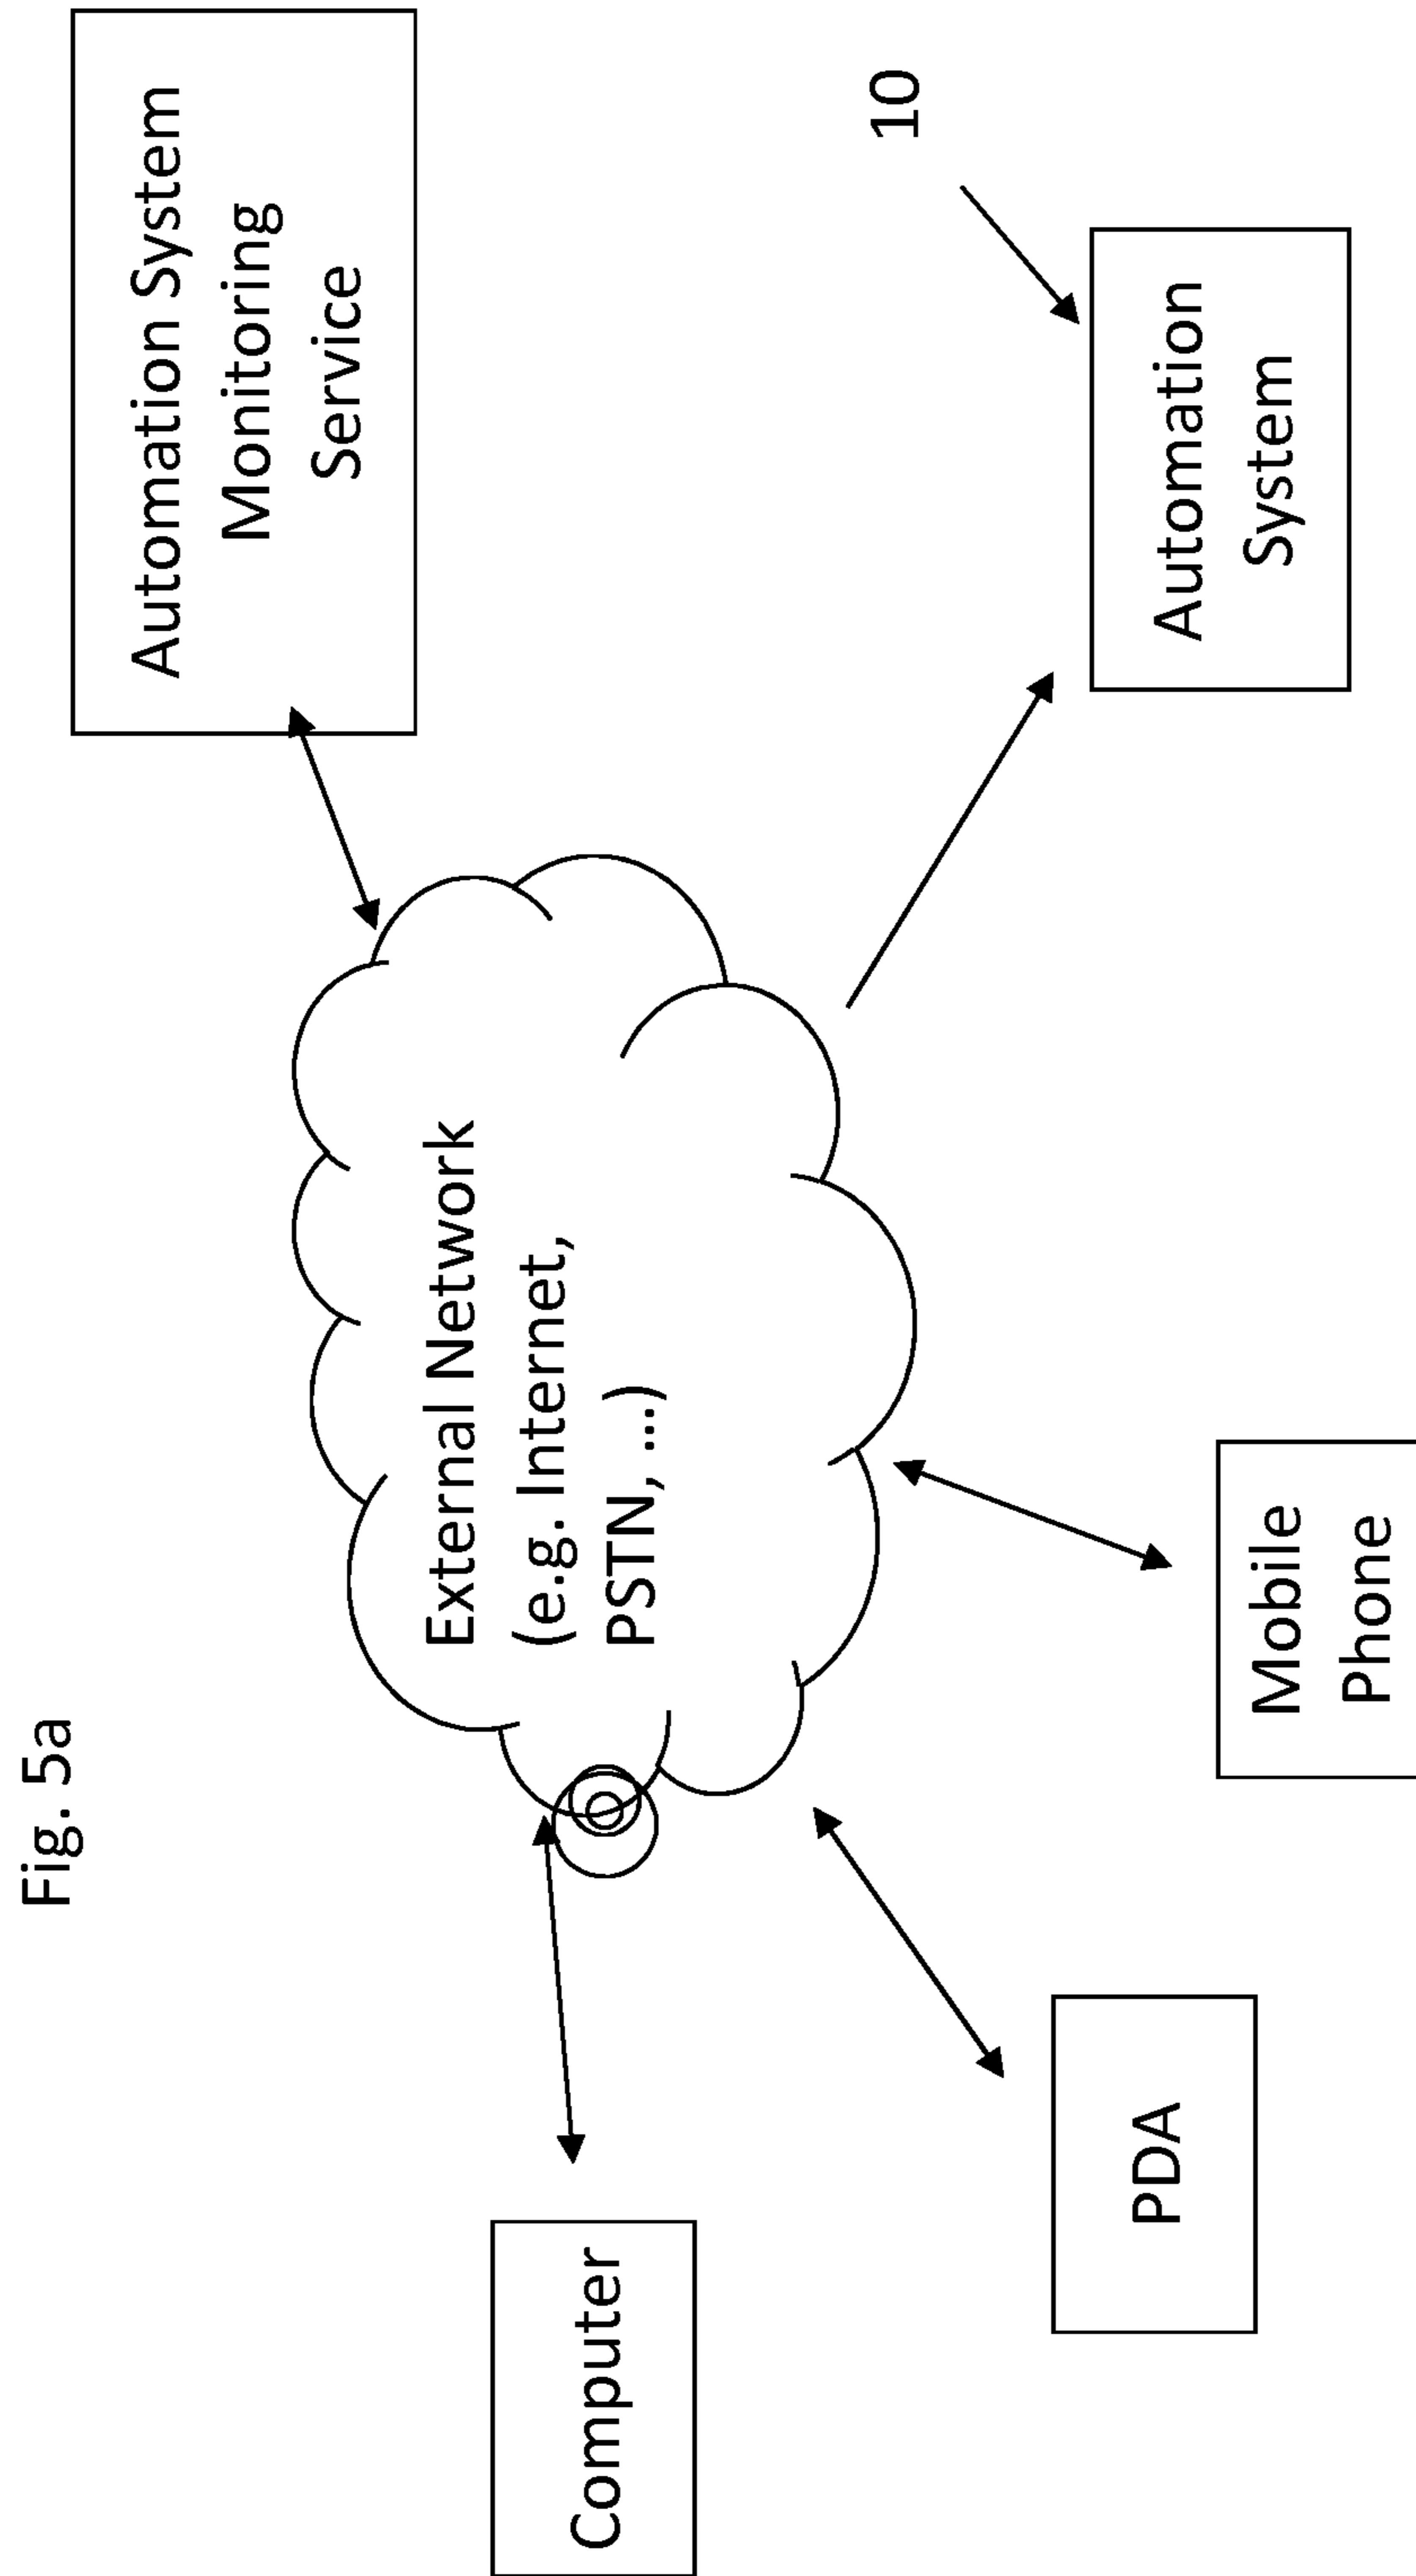 Fig. 5a
Automation System
Monitoring
Service
External Network
(e.g. Internet,
PSTN, ...)
Computer
10
Automation
System
PDA
Mobile
Phone